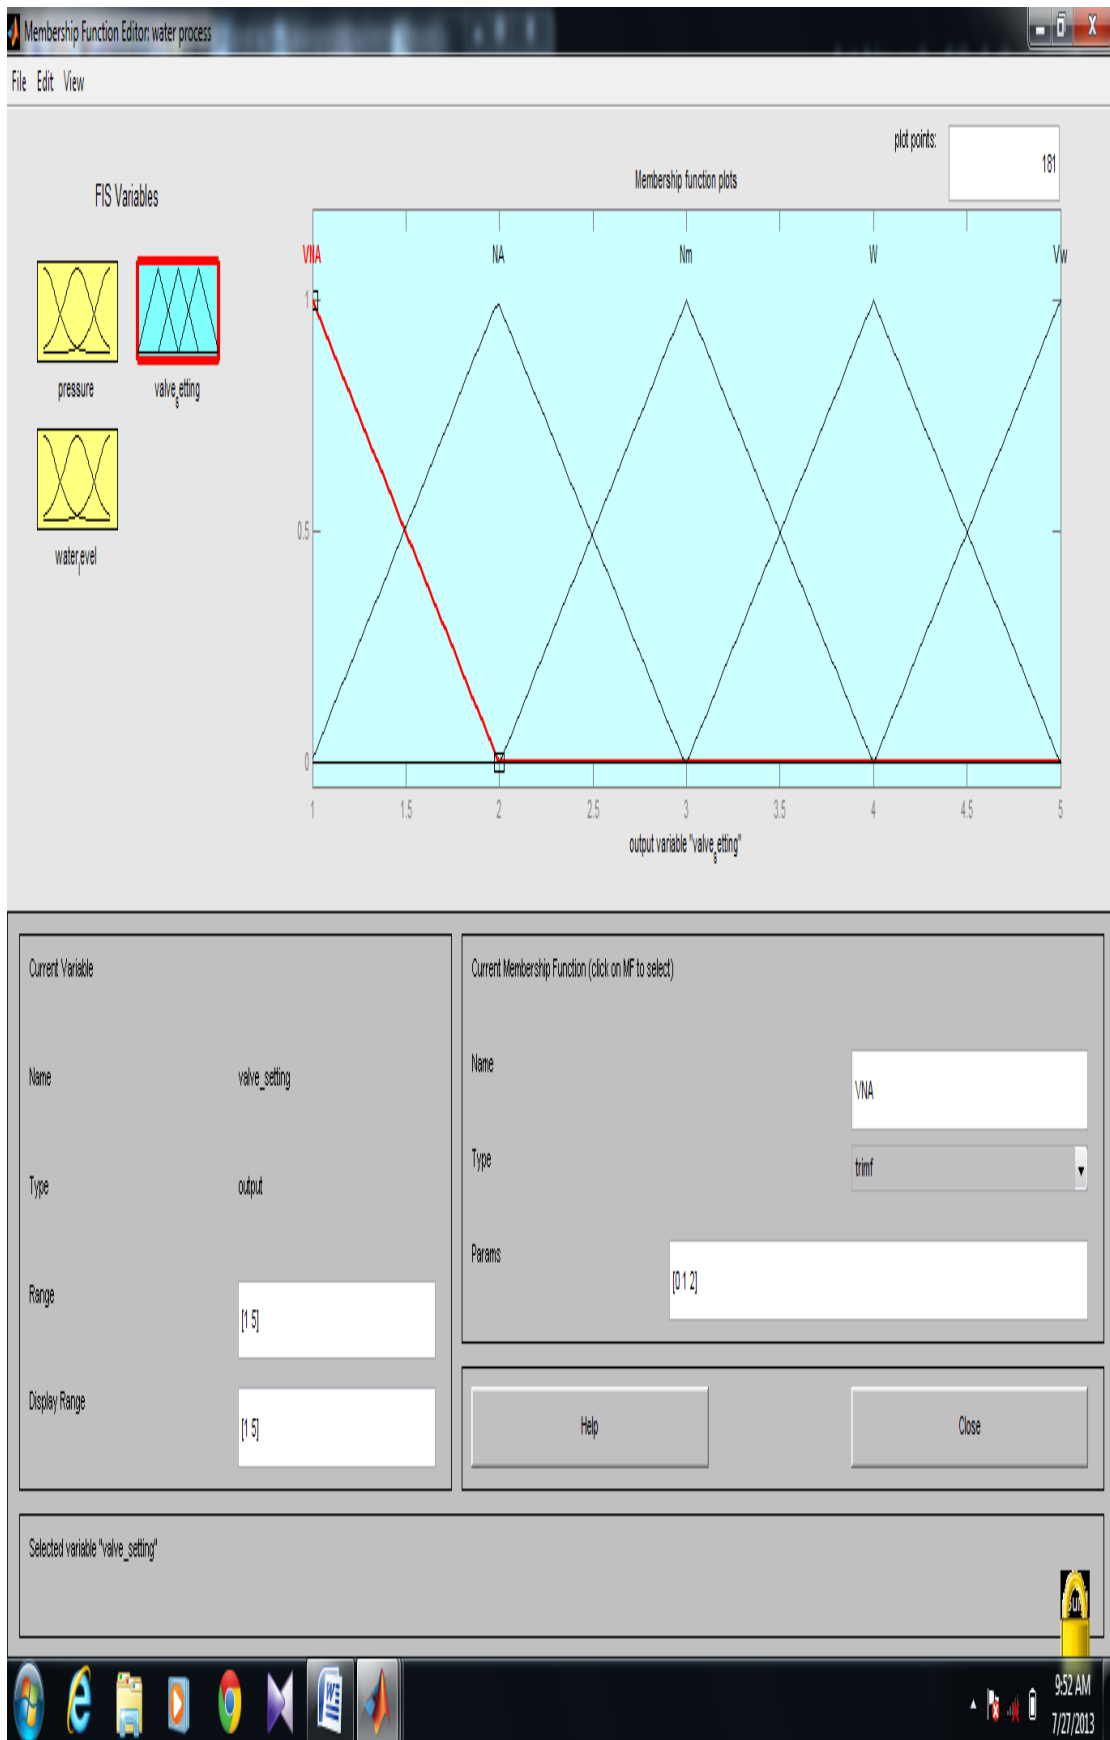 Membership Function Editor: water process
File Edit View
plot points:
181
FIS Variables
Membership function plots
VNA NA Nm W Vw
1
0.5
0
1 1.5 2 2.5 3 3.5 4 4.5 5
output variable "valve_setting"
pressure
valve_setting
water_level
Current Variable
Name valve_setting
Type output
Range [1 5]
Display Range [1 5]
Current Membership Function (click on MF to select)
Name VNA
Type trimf
Params [0 1 2]
Help Close
Selected variable "valve_setting"
9:52 AM
7/27/2013